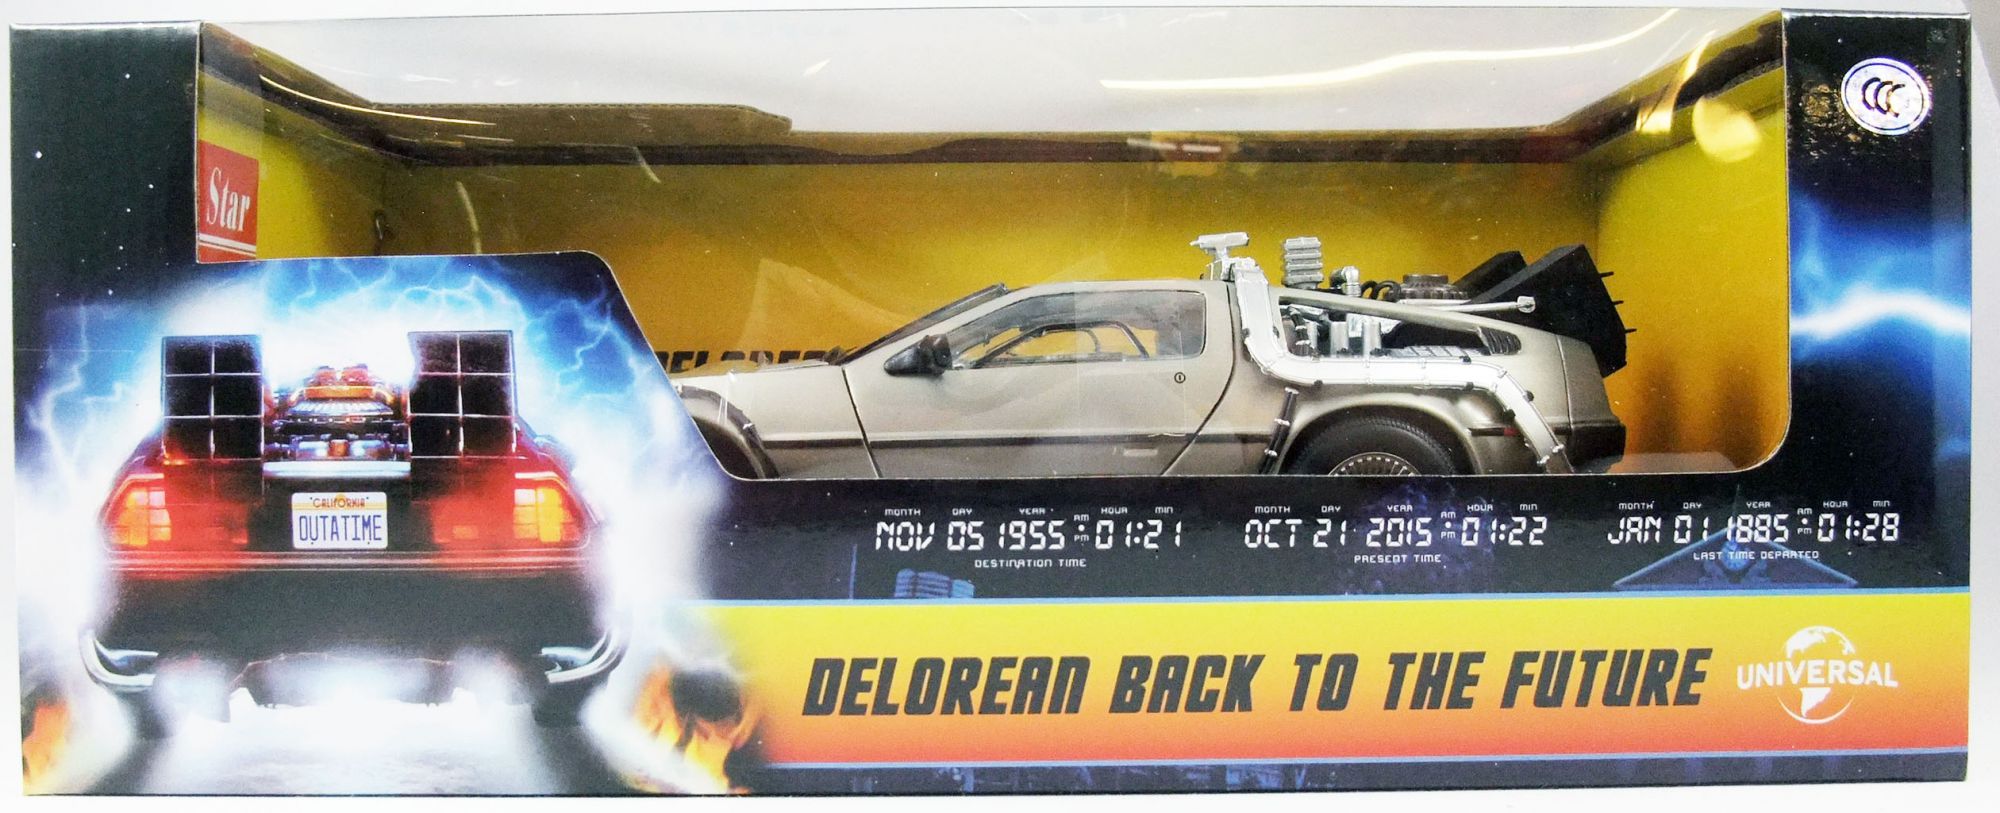 Star
CALIFORNIA
OUTATIME
MONTH DAY YEAR AM HOUR MIN
NOV 05 1955 PM 01:21
DESTINATION TIME
MONTH DAY YEAR AM HOUR MIN
OCT 21 2015 PM 01:22
PRESENT TIME
MONTH DAY YEAR AM HOUR MIN
JAN 01 1885 PM 01:28
LAST TIME DEPARTED
DELOREAN BACK TO THE FUTURE
UNIVERSAL
CCC